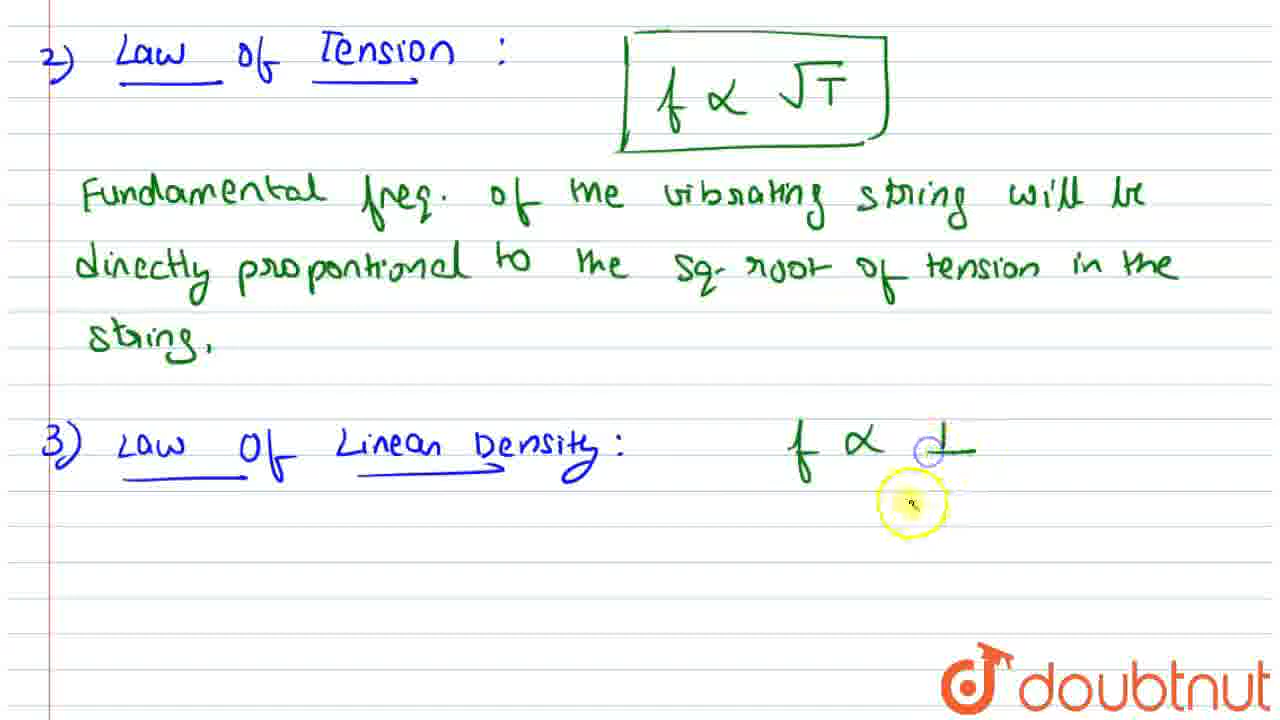 2) Law Of Tension : f ∝ √T
Fundamental freq. of the vibrating string will be
directly proportional to the sq. root of tension in the
string.
3) Law Of Linear Density : f ∝ 1
doubtnut